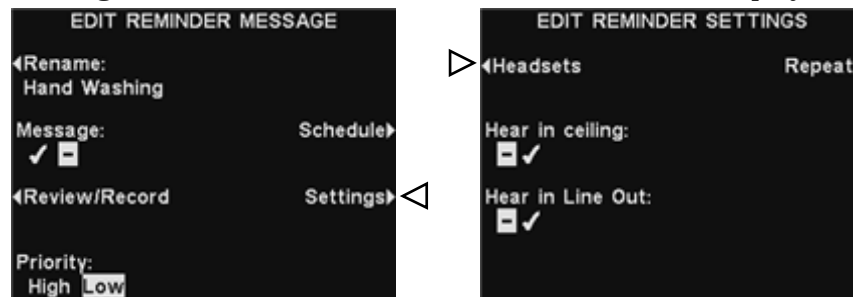 EDIT REMINDER MESSAGE
◂Rename:
Hand Washing
Message:
Schedule▸
✓ -
◂Review/Record
Settings▸
Priority:
High Low
EDIT REMINDER SETTINGS
◂Headsets
Repeat
Hear in ceiling:
- ✓
Hear in Line Out:
- ✓